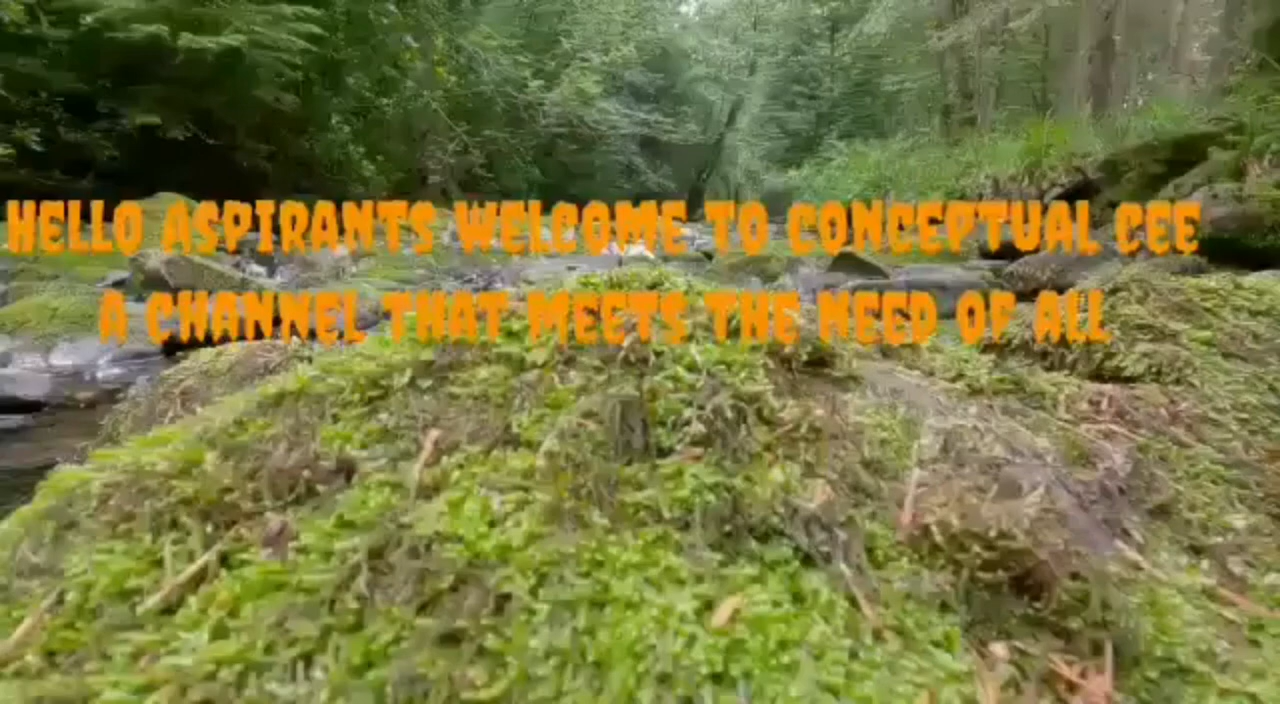 HELLO ASPIRANTS WELCOME TO CONCEPTUAL CEE
A CHANNEL THAT MEETS THE NEED OF ALL